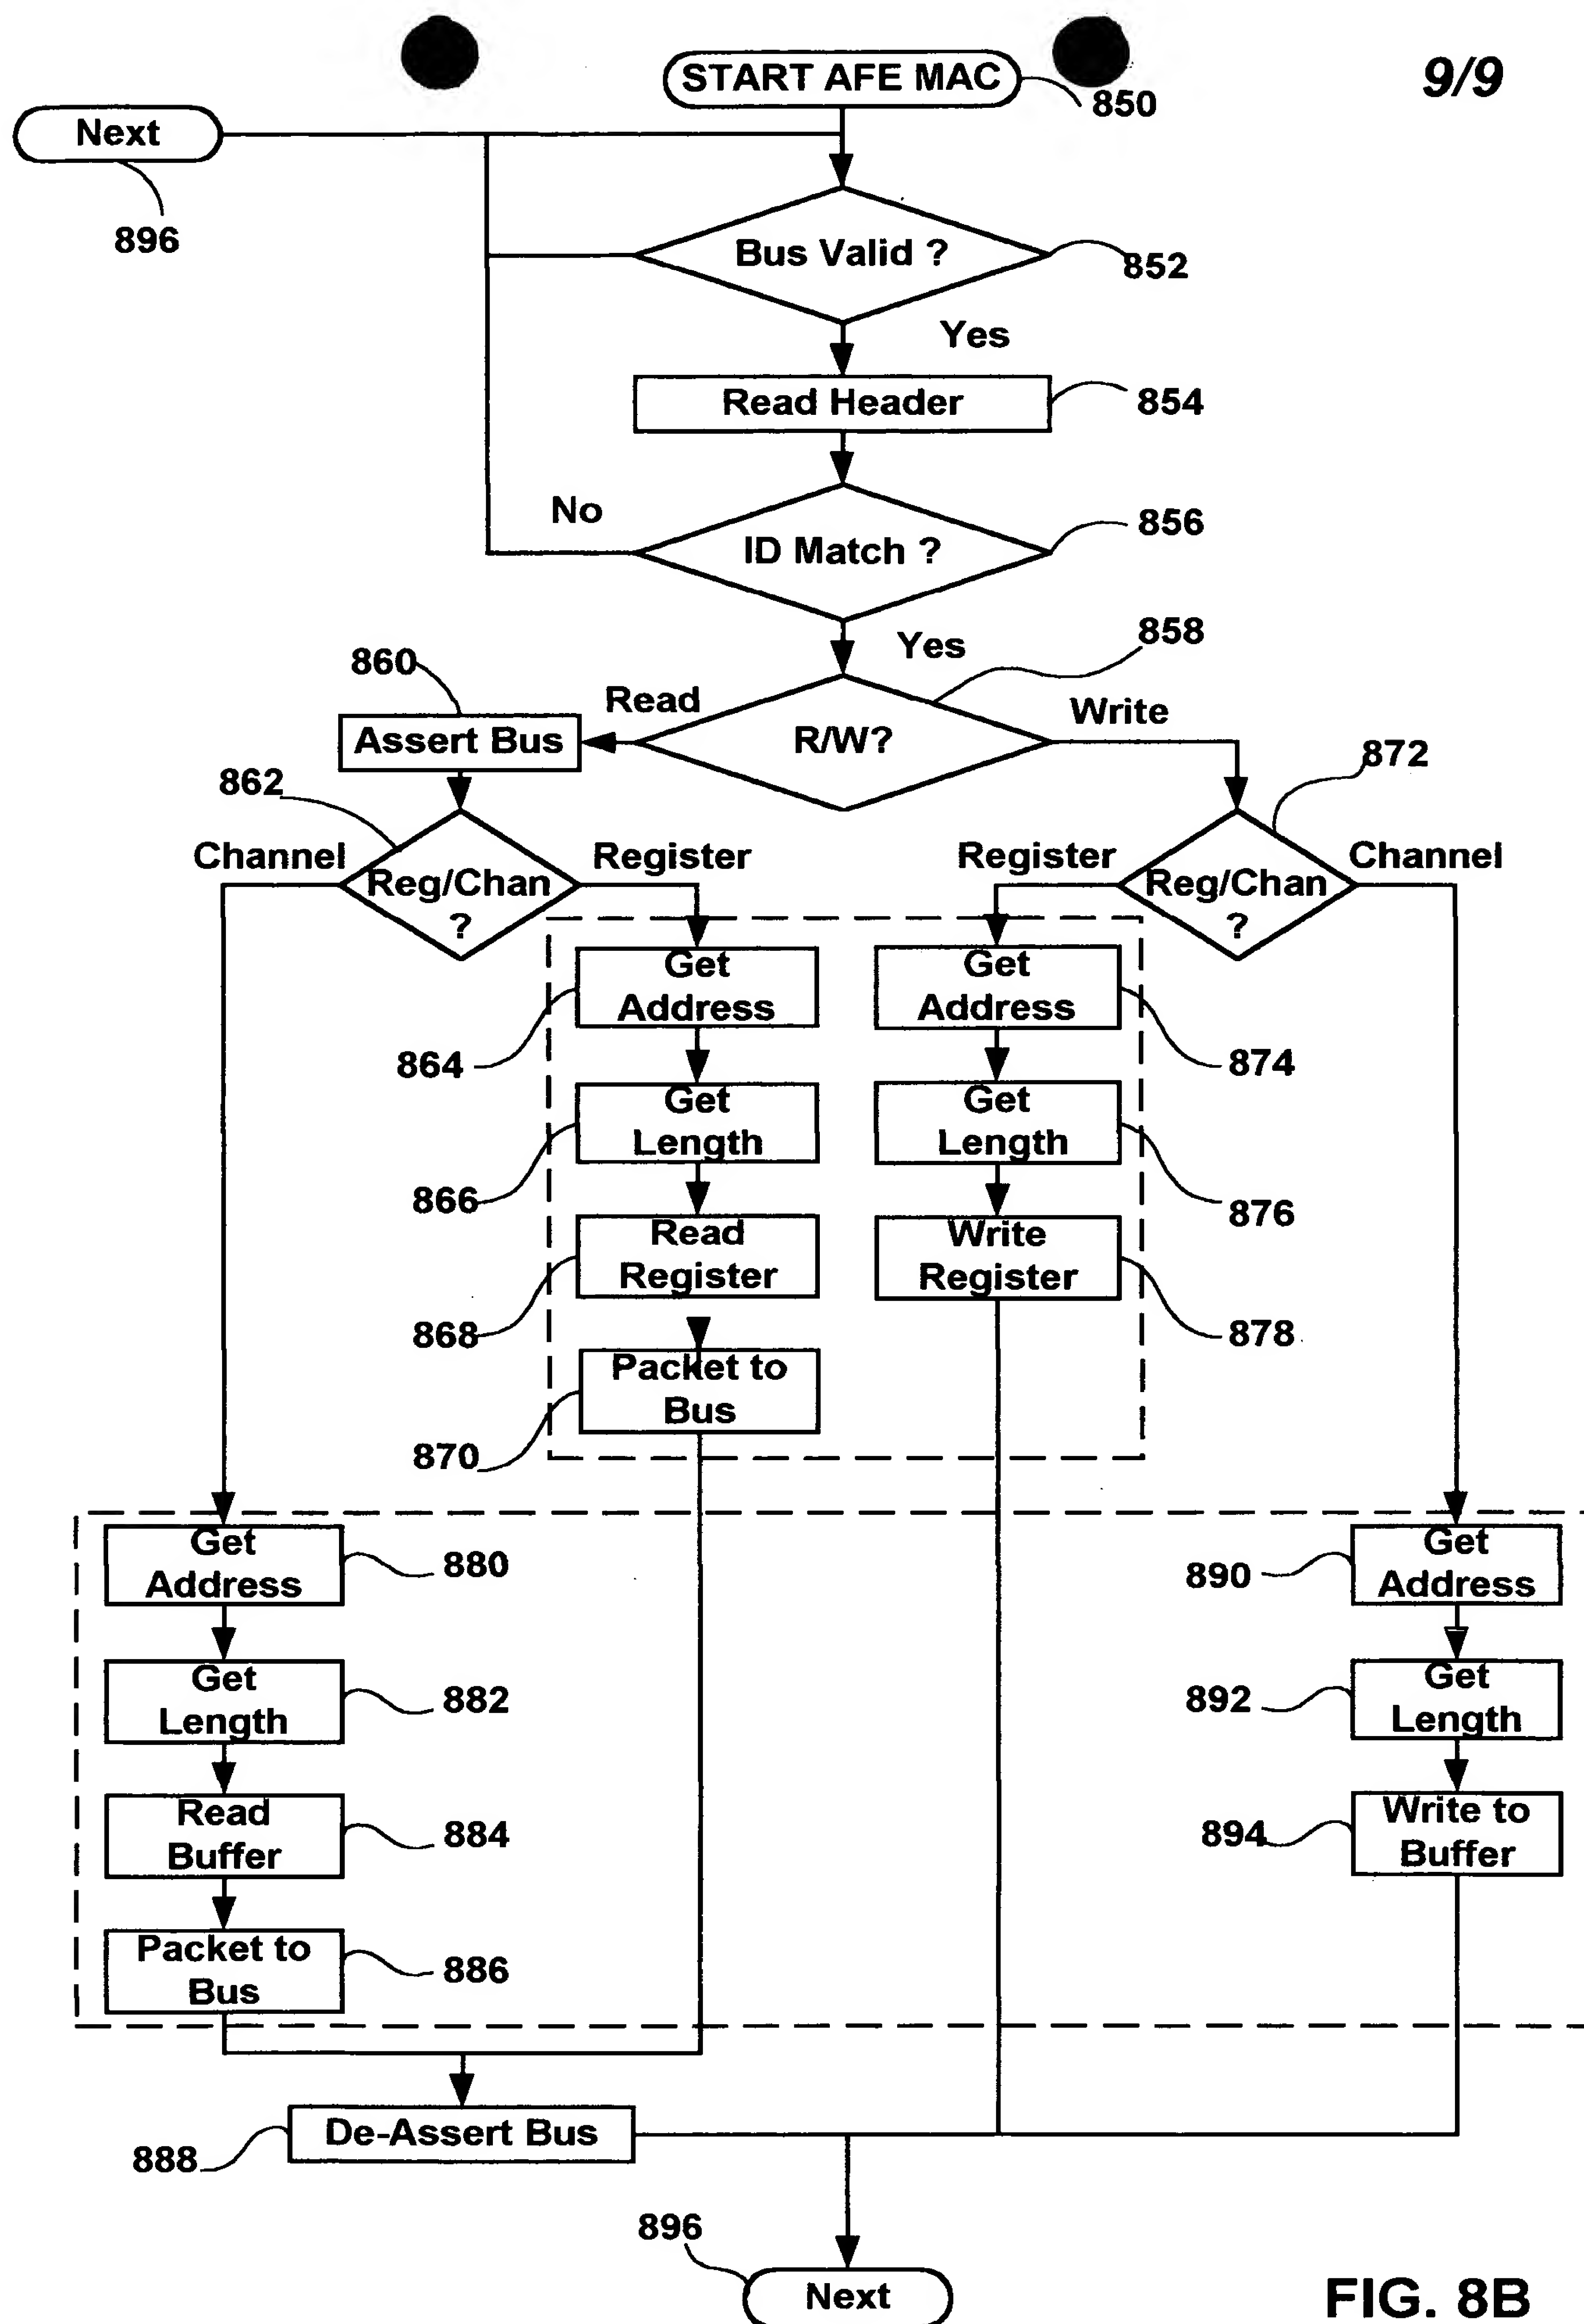 START AFE MAC
850
9/9
Next
896
Bus Valid ?
852
Yes
Read Header
854
No
ID Match ?
856
Yes
858
860
Read
Write
Assert Bus
R/W?
862
872
Channel
Register
Register
Channel
Reg/Chan
?
Reg/Chan
?
Get
Address
864
Get
Address
874
Get
Length
866
Get
Length
876
Read
Register
868
Write
Register
878
Packet to
Bus
870
Get
Address
880
890
Get
Address
Get
Length
882
892
Get
Length
Read
Buffer
884
894
Write to
Buffer
Packet to
Bus
886
De-Assert Bus
888
896
Next
FIG. 8B